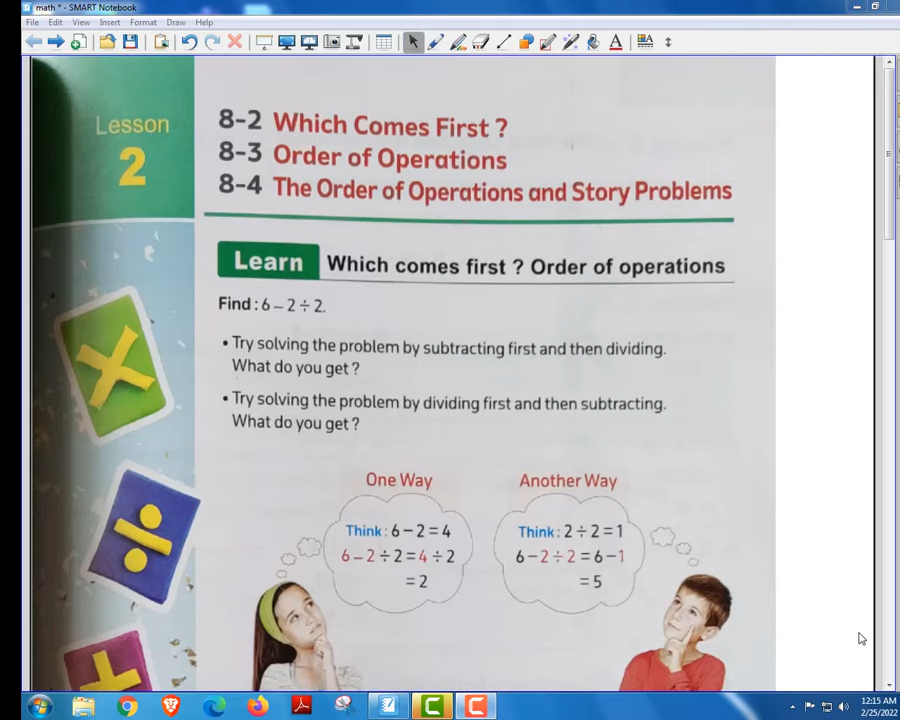 math * - SMART Notebook
File Edit View Insert Format Draw Help
Lesson
2
8-2 Which Comes First ?
8-3 Order of Operations
8-4 The Order of Operations and Story Problems
Learn Which comes first ? Order of operations
Find : 6 – 2 ÷ 2.
• Try solving the problem by subtracting first and then dividing.
What do you get ?
• Try solving the problem by dividing first and then subtracting.
What do you get ?
One Way
Think : 6 – 2 = 4
6 – 2 ÷ 2 = 4 ÷ 2
= 2
Another Way
Think : 2 ÷ 2 = 1
6 – 2 ÷ 2 = 6 – 1
= 5
12:15 AM
2/25/2022